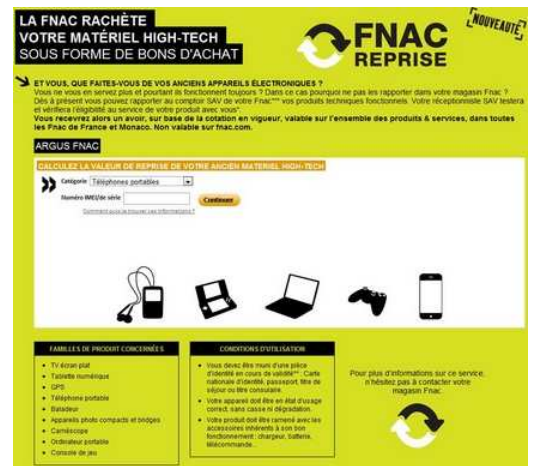 LA FNAC RACHÈTE
VOTRE MATÉRIEL HIGH-TECH
SOUS FORME DE BONS D'ACHAT
FNAC
REPRISE
NOUVEAUTÉ
ET VOUS, QUE FAITES-VOUS DE VOS ANCIENS APPAREILS ÉLECTRONIQUES ?
Vous ne vous en servez plus et pourtant ils fonctionnent toujours ? Dans ce cas pourquoi ne pas les rapporter dans votre magasin Fnac ?
Dès à présent vous pouvez rapporter au comptoir SAV de votre Fnac*** vos produits techniques fonctionnels. Votre réceptionniste SAV testera
et vérifiera l'éligibilité au service de votre produit avec vous*.
Vous recevrez alors un avoir, sur base de la cotation en vigueur, valable sur l'ensemble des produits & services, dans toutes
les Fnac de France et Monaco. Non valable sur fnac.com.
ARGUS FNAC
CALCULEZ LA VALEUR DE REPRISE DE VOTRE ANCIEN MATERIEL HIGH-TECH
Catégorie Téléphones portables
Numéro IMEI/de série Continuer
Comment puis-je trouver ces informations ?
FAMILLES DE PRODUIT CONCERNÉES
• TV écran plat
• Tablette numérique
• GPS
• Téléphone portable
• Baladeur
• Appareils photo compacts et bridges
• Caméscope
• Ordinateur portable
• Console de jeu
CONDITIONS D'UTILISATION
• Vous devez être muni d'une pièce
d'identité en cours de validité** : Carte
nationale d'identité, passeport, titre de
séjour ou titre consulaire.
• Votre appareil doit être en état d'usage
correct, sans casse ni dégradation.
• Votre produit doit être ramené avec les
accessoires inhérents à son bon
fonctionnement : chargeur, batterie,
télécommande...
Pour plus d'informations sur ce service,
n'hésitez pas à contacter votre
magasin Fnac.